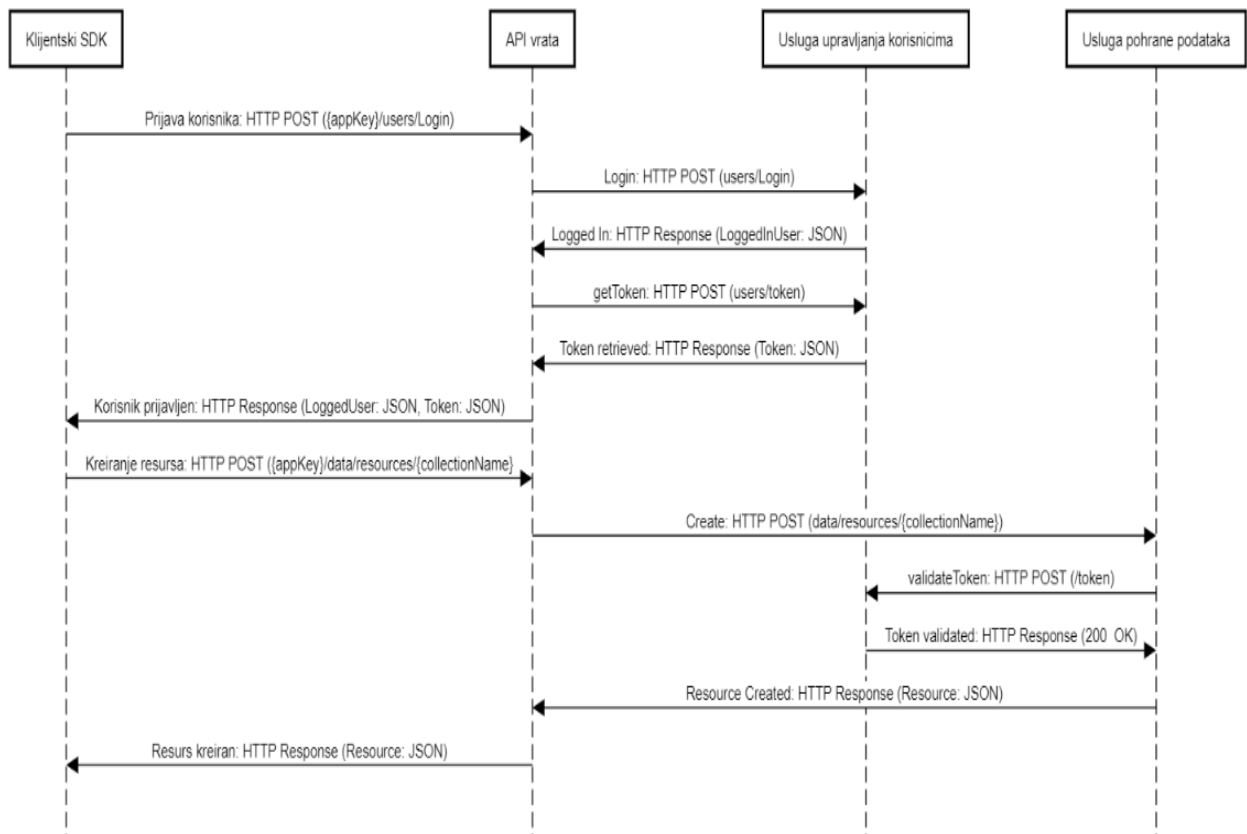 Klijentski SDK
API vrata
Usluga upravljanja korisnicima
Usluga pohrane podataka
Prijava korisnika: HTTP POST ({appKey}/users/Login)
Login: HTTP POST (users/Login)
Logged In: HTTP Response (LoggedInUser: JSON)
getToken: HTTP POST (users/token)
Token retrieved: HTTP Response (Token: JSON)
Korisnik prijavljen: HTTP Response (LoggedUser: JSON, Token: JSON)
Kreiranje resursa: HTTP POST ({appKey}/data/resources/{collectionName}
Create: HTTP POST (data/resources/{collectionName})
validateToken: HTTP POST (/token)
Token validated: HTTP Response (200 OK)
Resource Created: HTTP Response (Resource: JSON)
Resurs kreiran: HTTP Response (Resource: JSON)